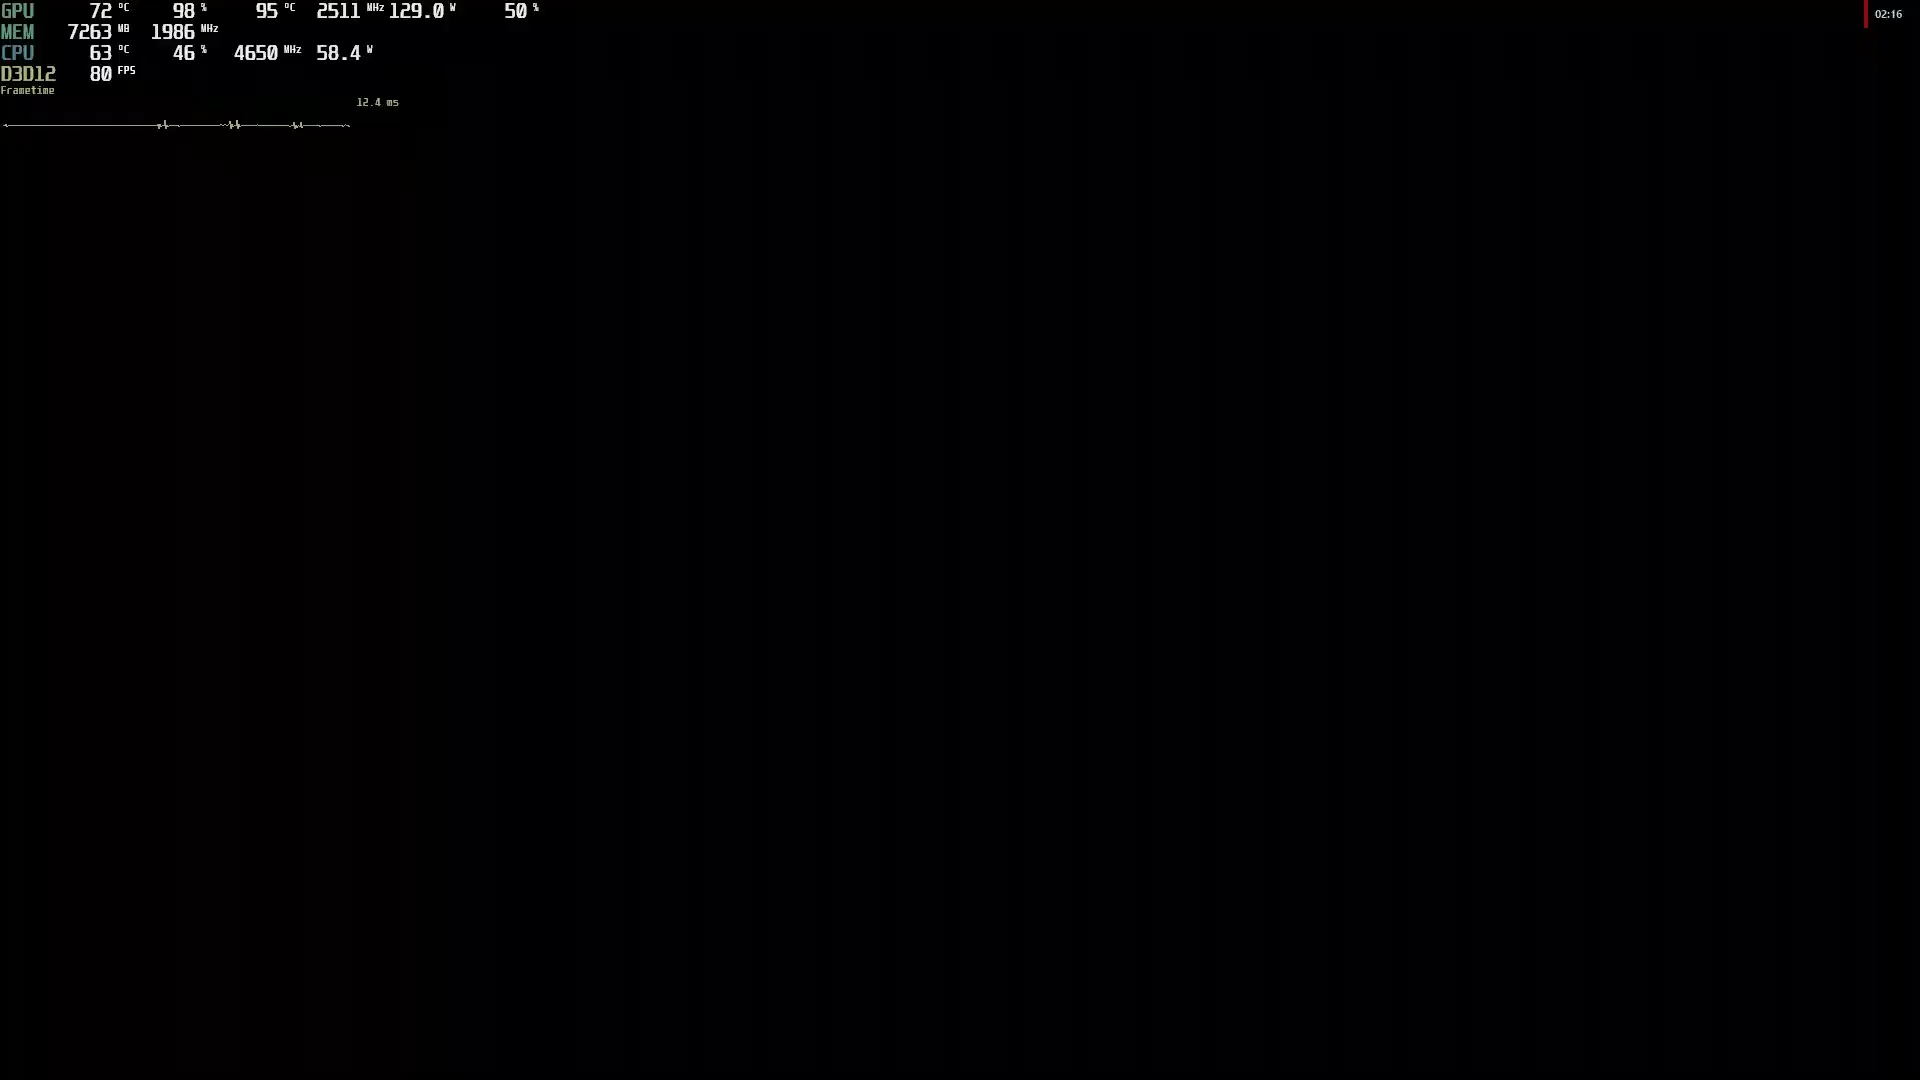 GPU 72 °C 98 % 95 °C 2511 MHz 129.0 W 50 %
MEM 7263 MB 1986 MHz
CPU 63 °C 46 % 4650 MHz 58.4 W
D3D12 80 FPS
Frametime
12.4 ms
02:16